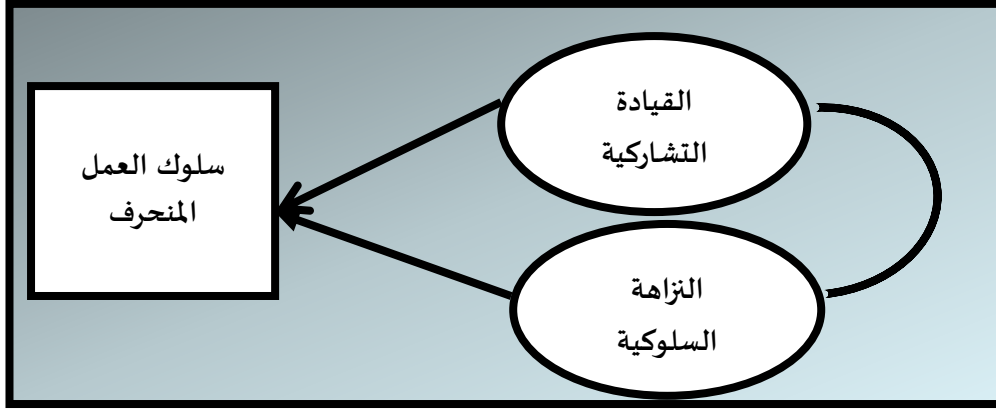 القيادة
التشاركية
سلوك العمل
المنحرف
النزاهة
السلوكية